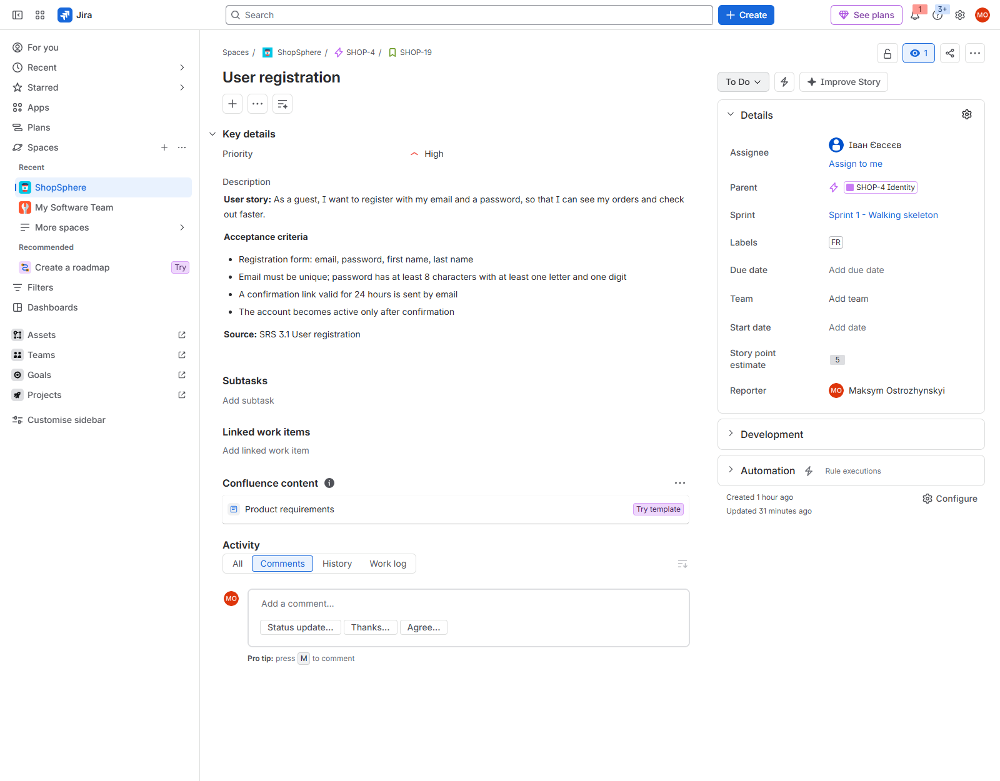 Jira
Search
Create
See plans
1
3+
MO
For you
Recent
Starred
Apps
Plans
Spaces
Recent
ShopSphere
My Software Team
More spaces
Recommended
Create a roadmap
Try
Filters
Dashboards
Assets
Teams
Goals
Projects
Customise sidebar
Spaces / ShopSphere / SHOP-4 / SHOP-19
1
User registration
To Do
Improve Story
Key details
Priority
High
Description
User story: As a guest, I want to register with my email and a password, so that I can see my orders and check
out faster.
Acceptance criteria
• Registration form: email, password, first name, last name
• Email must be unique; password has at least 8 characters with at least one letter and one digit
• A confirmation link valid for 24 hours is sent by email
• The account becomes active only after confirmation
Source: SRS 3.1 User registration
Subtasks
Add subtask
Linked work items
Add linked work item
Confluence content
Product requirements
Try template
Activity
All
Comments
History
Work log
MO
Add a comment...
Status update...
Thanks...
Agree...
Pro tip: press M to comment
Details
Assignee
Іван Євсєєв
Assign to me
Parent
SHOP-4 Identity
Sprint
Sprint 1 - Walking skeleton
Labels
FR
Due date
Add due date
Team
Add team
Start date
Add date
Story point
estimate
5
Reporter
MO
Maksym Ostrozhynskyi
Development
Automation
Rule executions
Created 1 hour ago
Updated 31 minutes ago
Configure